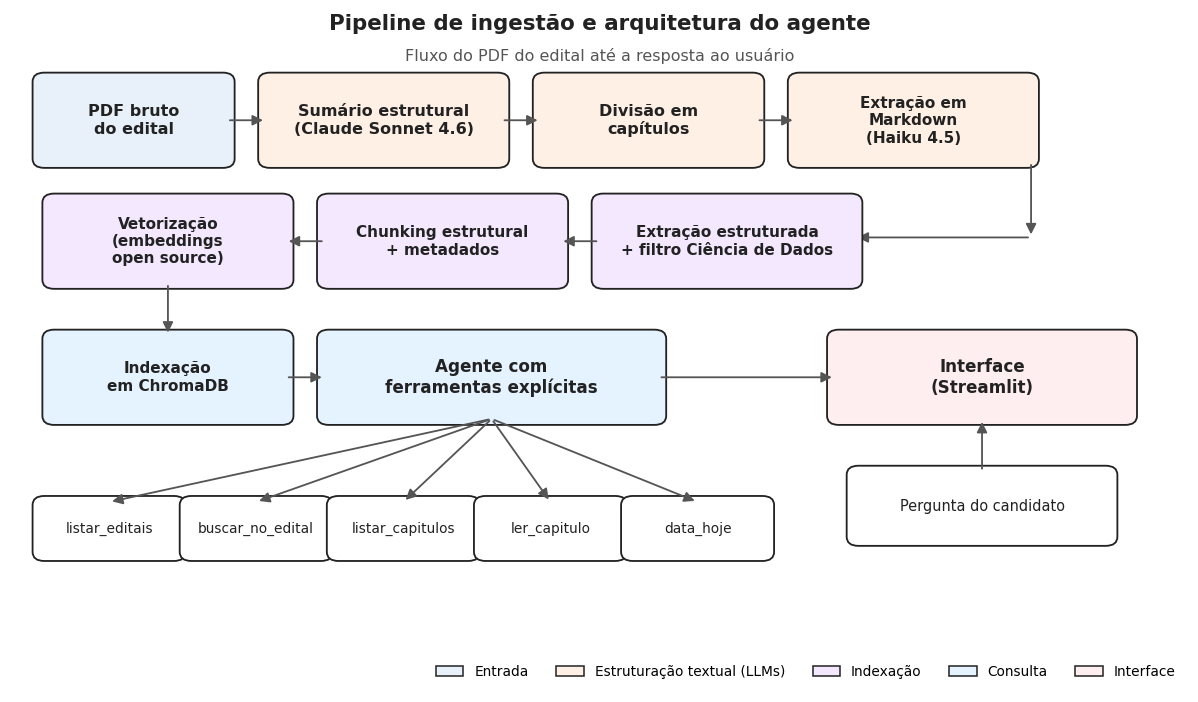 Pipeline de ingestão e arquitetura do agente
Fluxo do PDF do edital até a resposta ao usuário
PDF bruto
do edital
Sumário estrutural
(Claude Sonnet 4.6)
Divisão em
capítulos
Extração em
Markdown
(Haiku 4.5)
Vetorização
(embeddings
open source)
Chunking estrutural
+ metadados
Extração estruturada
+ filtro Ciência de Dados
Indexação
em ChromaDB
Agente com
ferramentas explícitas
Interface
(Streamlit)
Pergunta do candidato
listar_editais
buscar_no_edital
listar_capitulos
ler_capitulo
data_hoje
Entrada
Estruturação textual (LLMs)
Indexação
Consulta
Interface